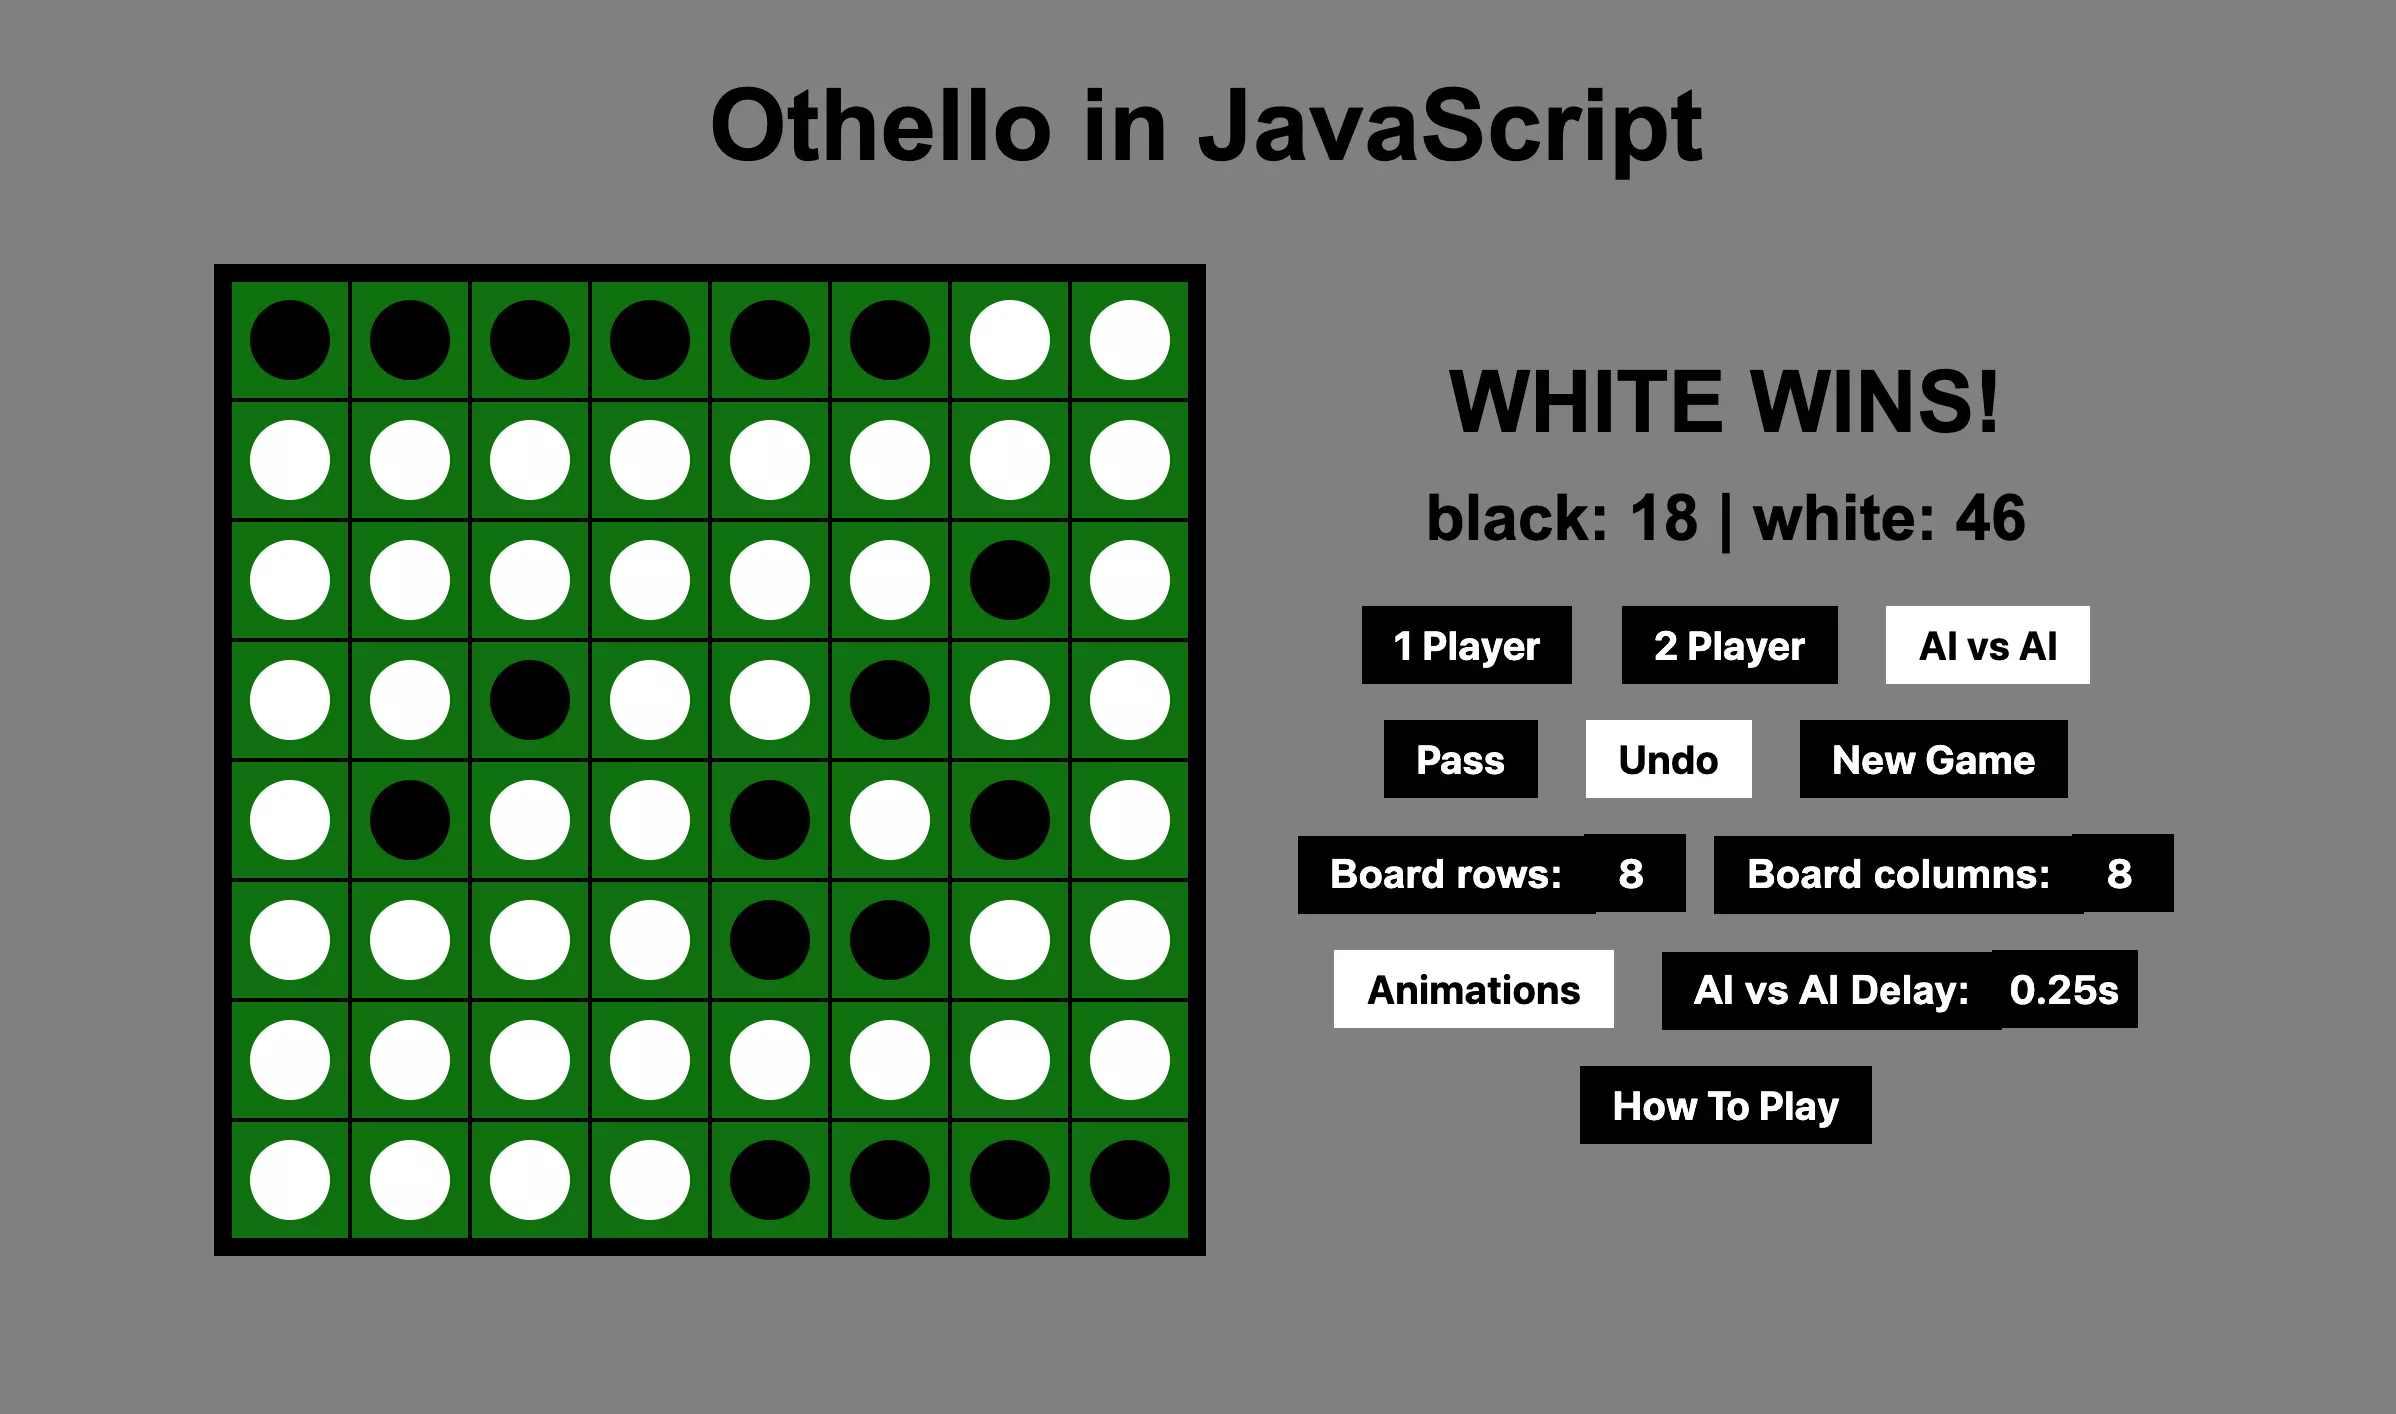 Othello in JavaScript
WHITE WINS!
black: 18 | white: 46
1 Player 2 Player AI vs AI
Pass Undo New Game
Board rows: 8 Board columns: 8
Animations AI vs AI Delay: 0.25s
How To Play